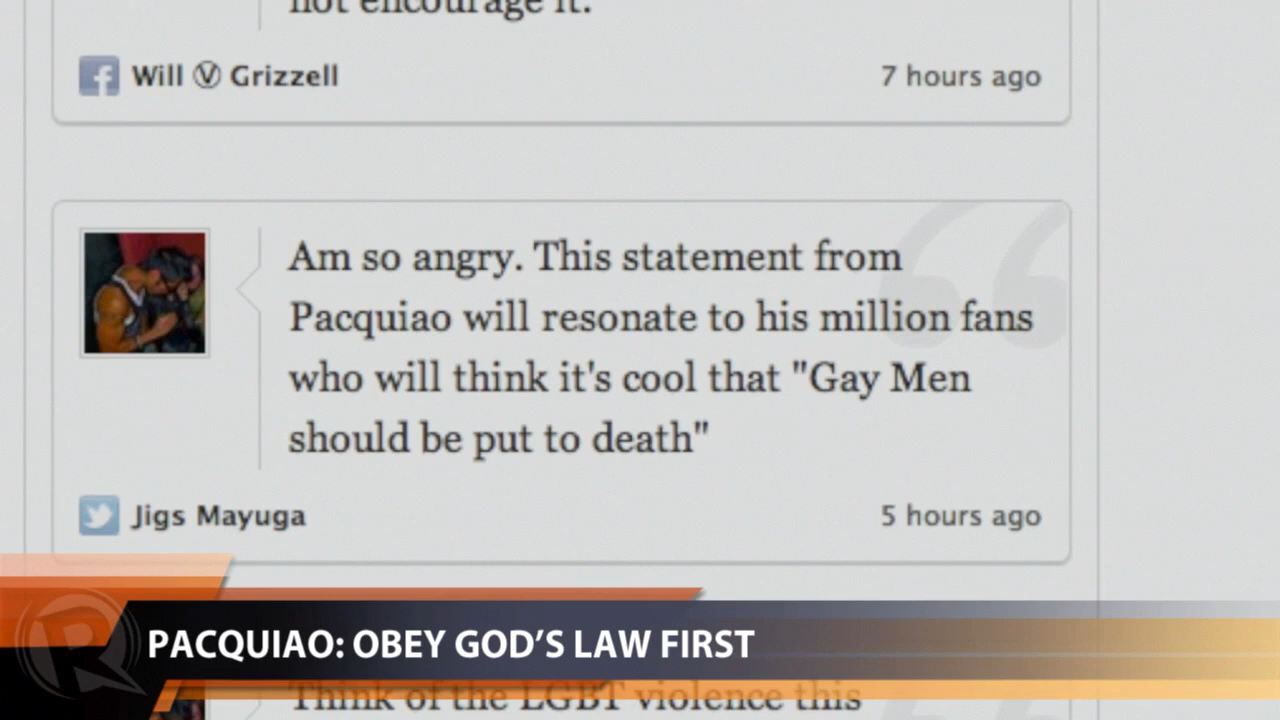 not encourage it.
Will Ⓥ Grizzell
7 hours ago
Am so angry. This statement from
Pacquiao will resonate to his million fans
who will think it's cool that "Gay Men
should be put to death"
Jigs Mayuga
5 hours ago
PACQUIAO: OBEY GOD’S LAW FIRST
Think of the LGBT violence this